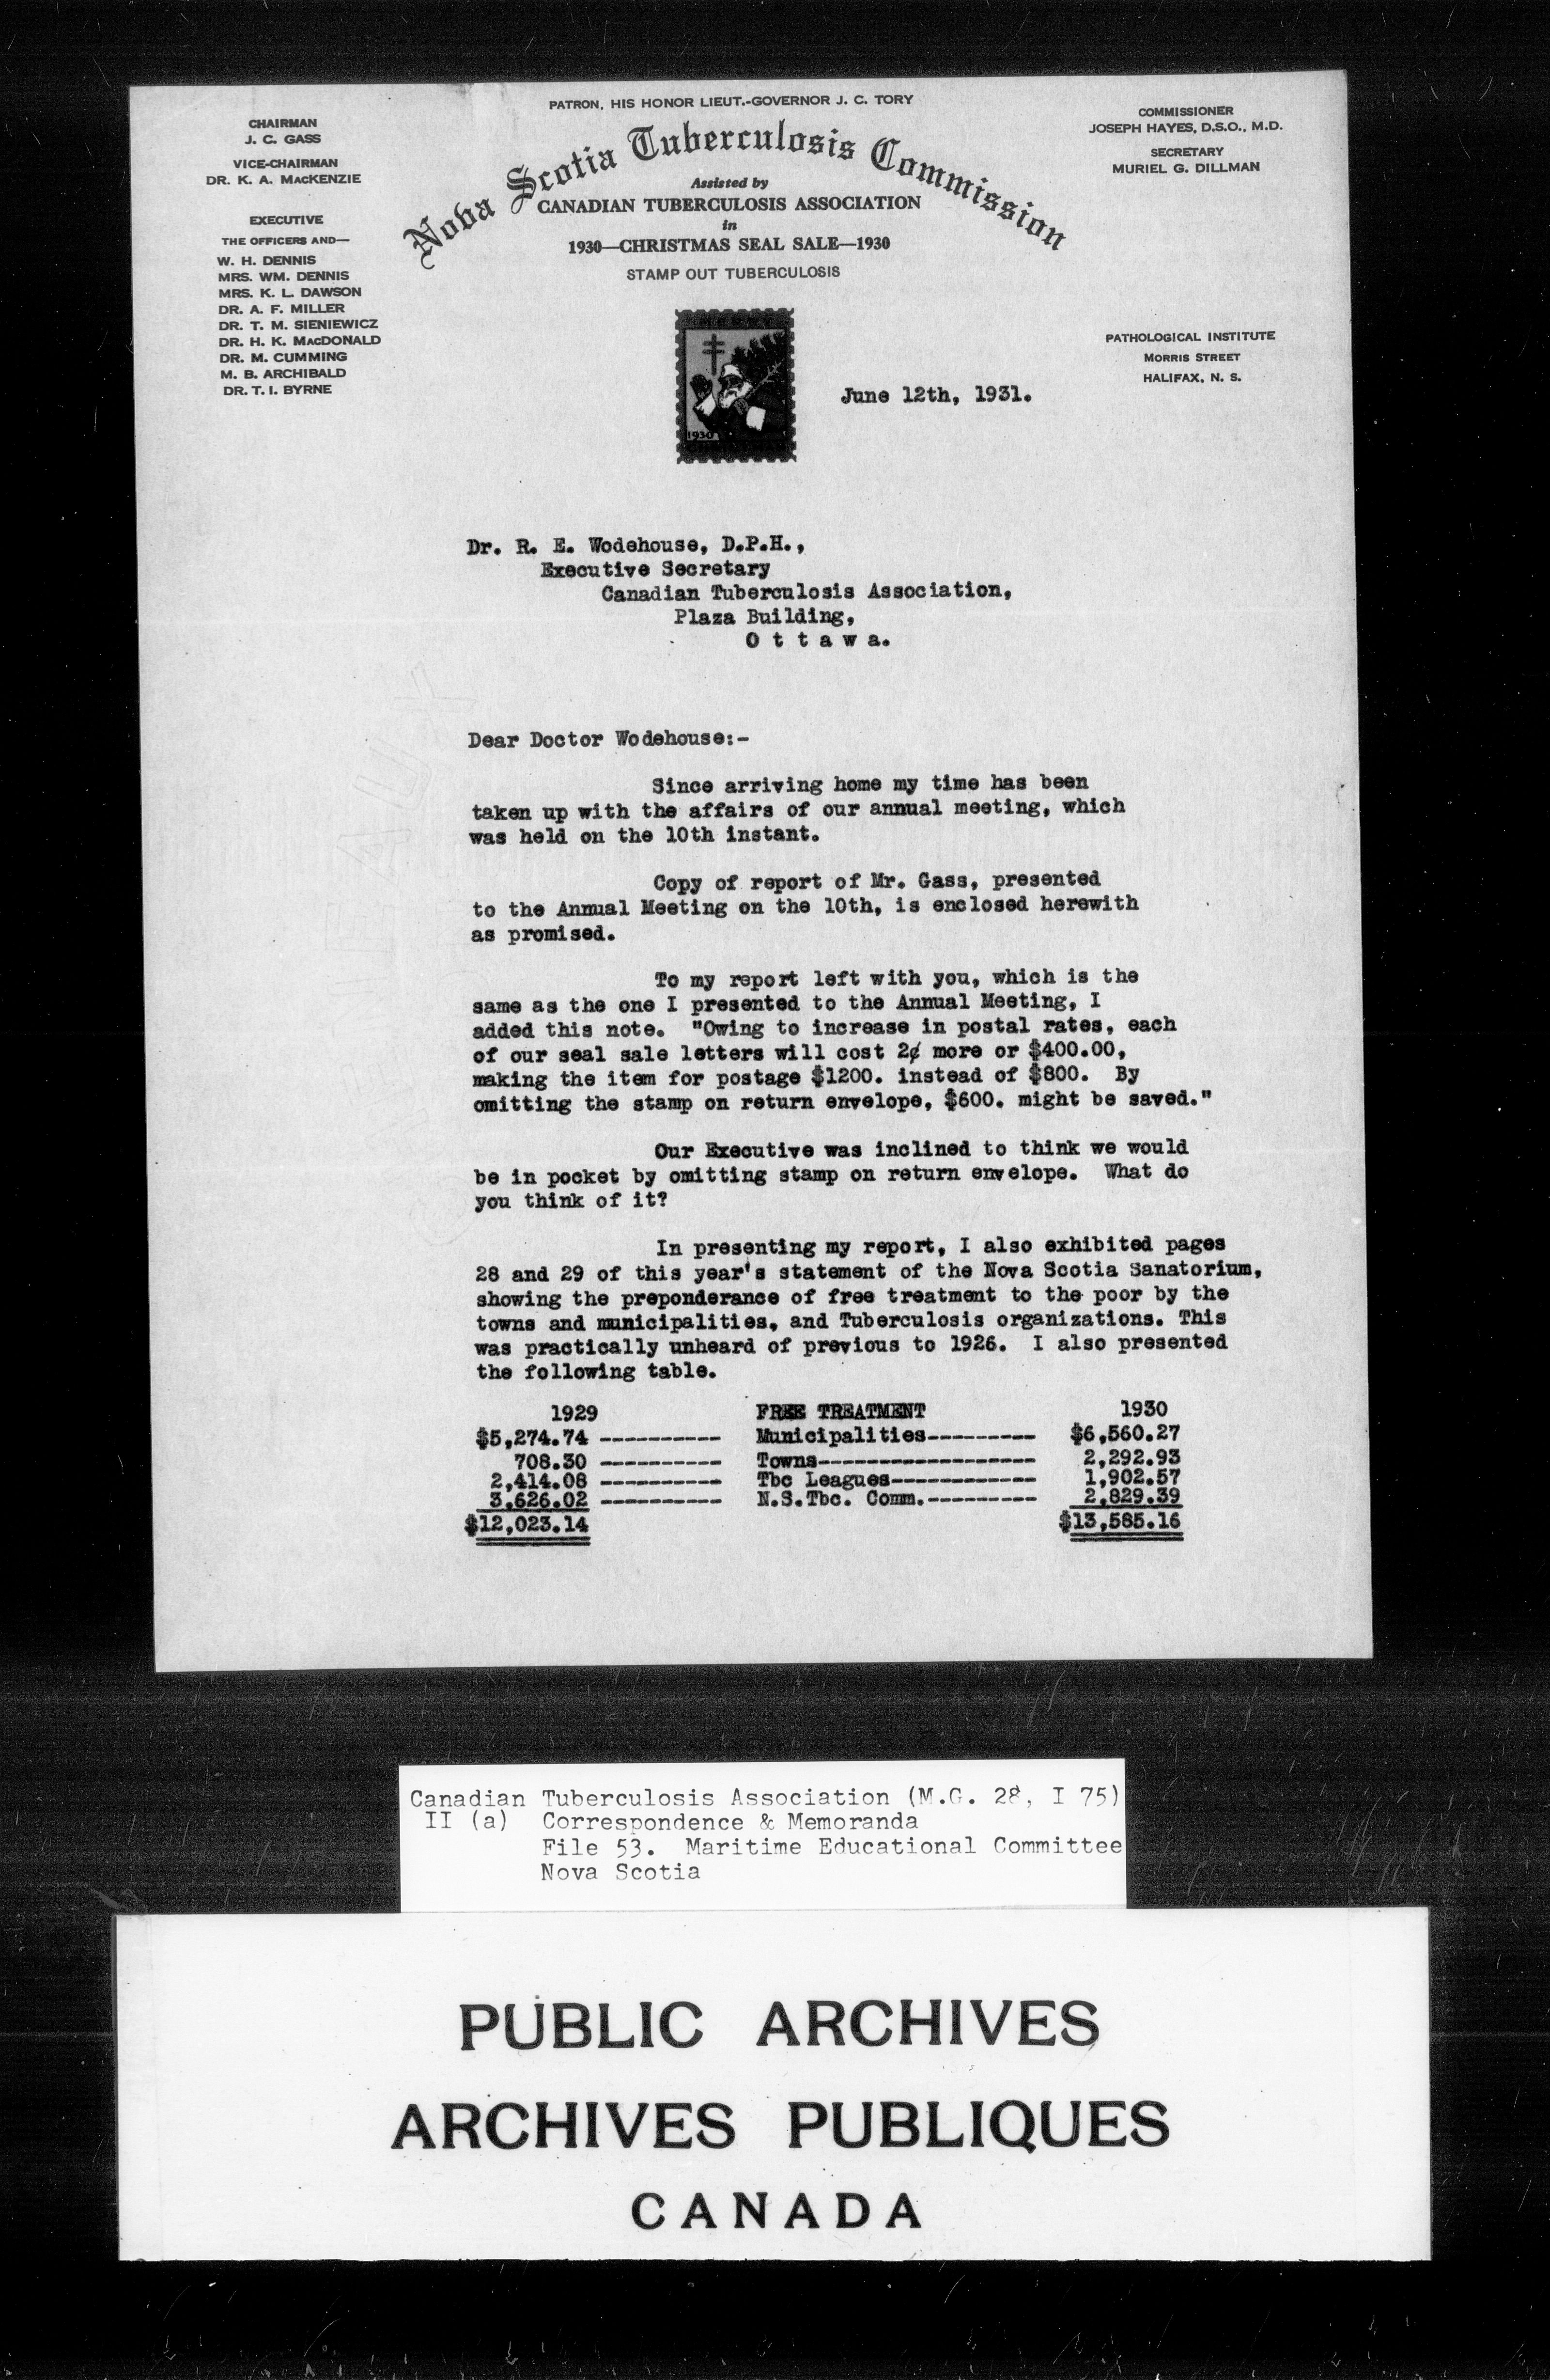 PATRON, HIS HONOR LIEUT.-GOVERNOR J. C. TORY
CHAIRMAN
J. C. GASS
VICE-CHAIRMAN
DR. K. A. MacKENZIE
EXECUTIVE
THE OFFICERS AND—
W. H. DENNIS
MRS. WM. DENNIS
MRS. K. L. DAWSON
DR. A. F. MILLER
DR. T. M. SIENIEWICZ
DR. H. K. MacDONALD
DR. M. CUMMING
M. B. ARCHIBALD
DR. T. I. BYRNE
Nova Scotia Tuberculosis Commission
Assisted by
CANADIAN TUBERCULOSIS ASSOCIATION
in
1930—CHRISTMAS SEAL SALE—1930
STAMP OUT TUBERCULOSIS
COMMISSIONER
JOSEPH HAYES, D.S.O., M.D.
SECRETARY
MURIEL G. DILLMAN
PATHOLOGICAL INSTITUTE
MORRIS STREET
HALIFAX, N. S.
MERRY
1930
June 12th, 1931.
Dr. R. E. Wodehouse, D.P.H.,
Executive Secretary
Canadian Tuberculosis Association,
Plaza Building,
O t t a w a.
Dear Doctor Wodehouse:-
Since arriving home my time has been
taken up with the affairs of our annual meeting, which
was held on the 10th instant.
Copy of report of Mr. Gass, presented
to the Annual Meeting on the 10th, is enclosed herewith
as promised.
To my report left with you, which is the
same as the one I presented to the Annual Meeting, I
added this note. "Owing to increase in postal rates, each
of our seal sale letters will cost 2¢ more or $400.00,
making the item for postage $1200. instead of $800. By
omitting the stamp on return envelope, $600. might be saved."
Our Executive was inclined to think we would
be in pocket by omitting stamp on return envelope. What do
you think of it?
In presenting my report, I also exhibited pages
28 and 29 of this year's statement of the Nova Scotia Sanatorium,
showing the preponderance of free treatment to the poor by the
towns and municipalities, and Tuberculosis organizations. This
was practically unheard of previous to 1926. I also presented
the following table.
1929 FREE TREATMENT 1930
$5,274.74 ---------- Municipalities--------- $6,560.27
708.30 ---------- Towns------------------ 2,292.93
2,414.08 ---------- Tbc Leagues------------ 1,902.57
3,626.02 ---------- N.S.Tbc. Comm.--------- 2,829.39
$12,023.14 $13,585.16
Canadian Tuberculosis Association (M.G. 28, I 75)
II (a) Correspondence & Memoranda
File 53. Maritime Educational Committee
Nova Scotia
PUBLIC ARCHIVES
ARCHIVES PUBLIQUES
CANADA